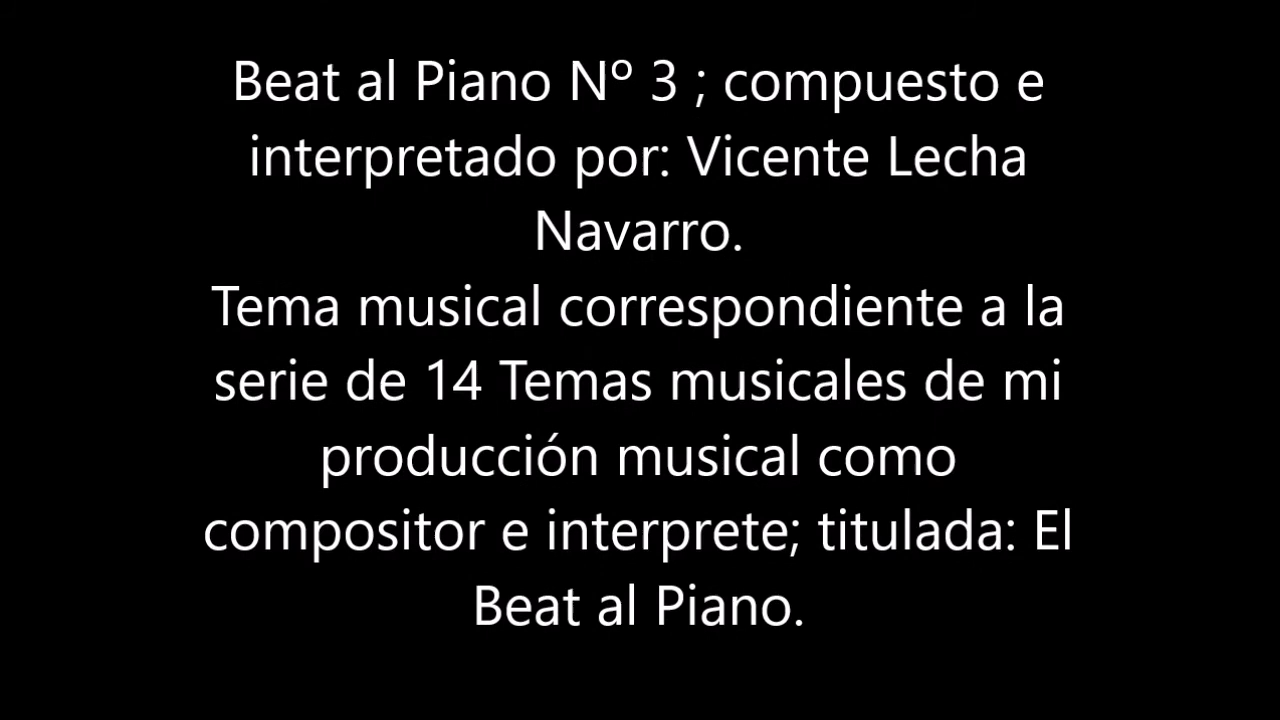 Beat al Piano Nº 3 ; compuesto e
interpretado por: Vicente Lecha
Navarro.
Tema musical correspondiente a la
serie de 14 Temas musicales de mi
producción musical como
compositor e interprete; titulada: El
Beat al Piano.